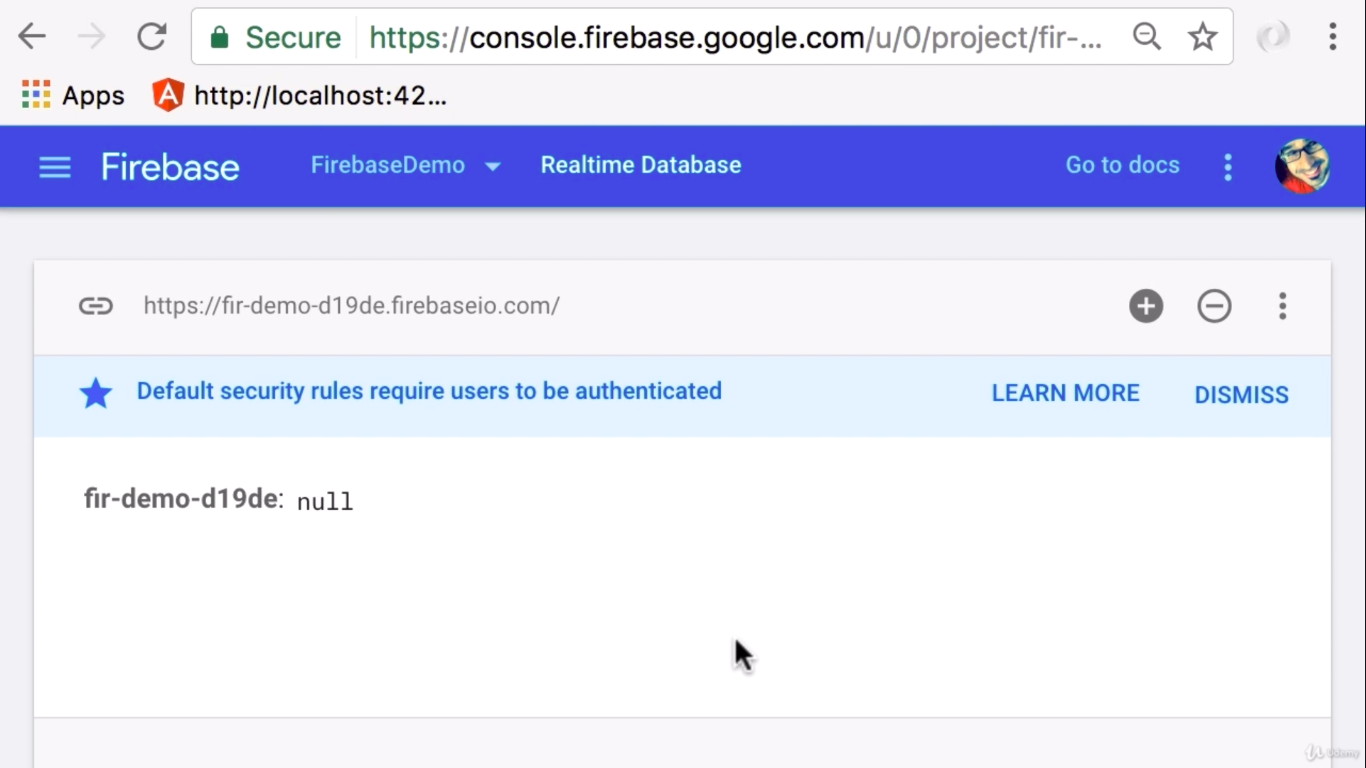 Secure https://console.firebase.google.com/u/0/project/fir-...
Apps http://localhost:42...
Firebase FirebaseDemo Realtime Database Go to docs
https://fir-demo-d19de.firebaseio.com/
Default security rules require users to be authenticated LEARN MORE DISMISS
fir-demo-d19de: null
Udemy